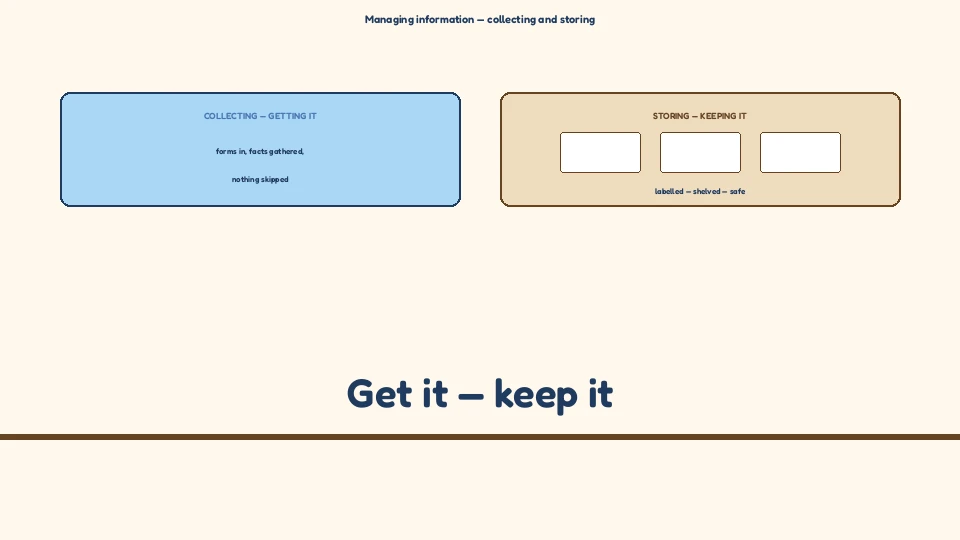 Managing information — collecting and storing
COLLECTING — GETTING IT
forms in, facts gathered,
nothing skipped
STORING — KEEPING IT
labelled — shelved — safe
Get it — keep it